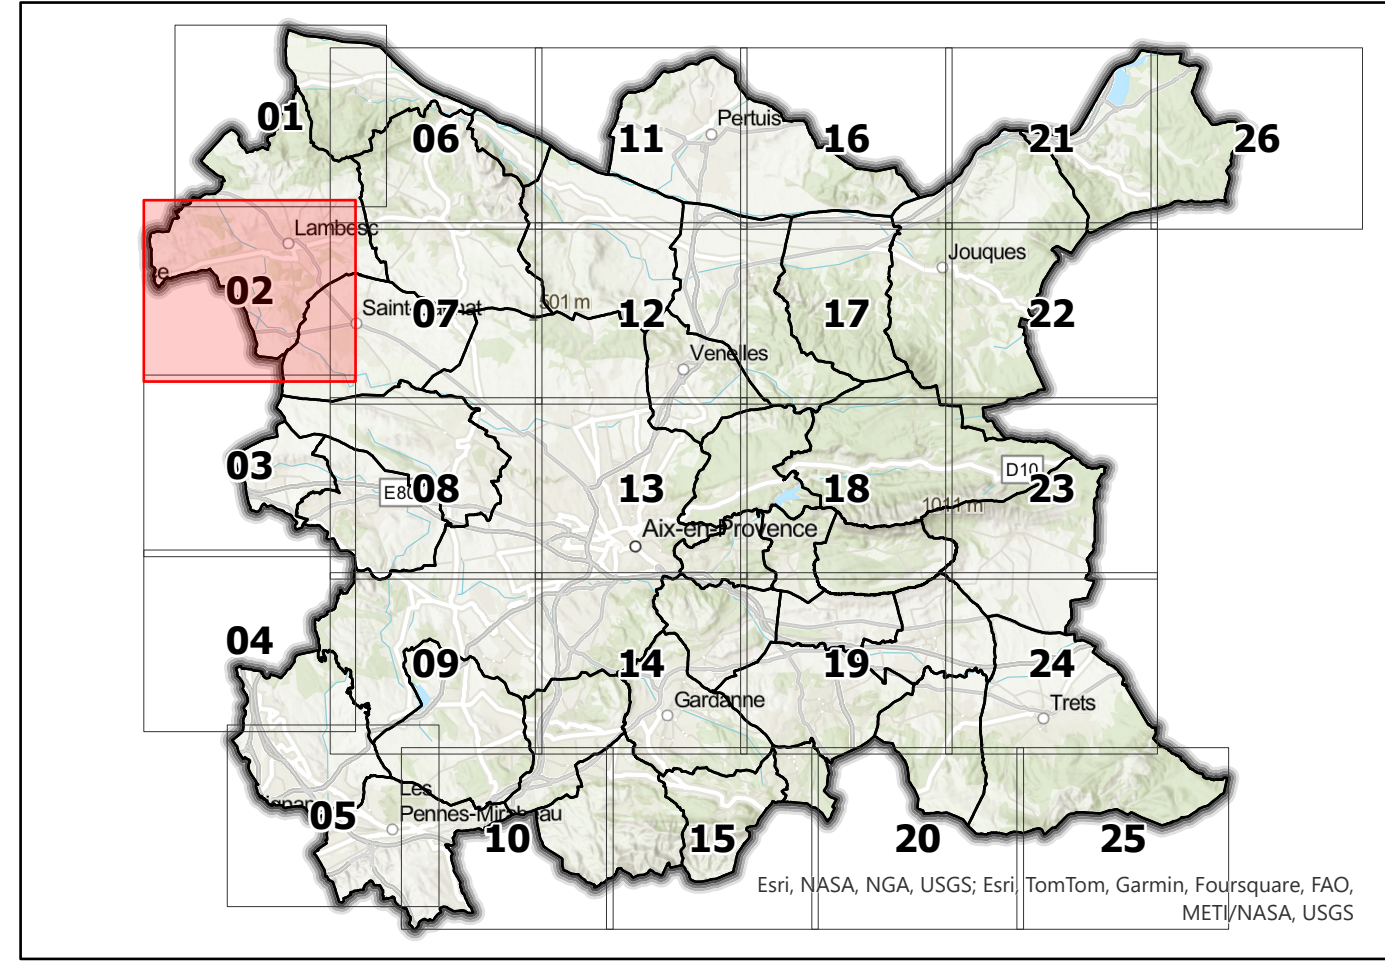 01
06
11
Pertuis
16
21
26
Lambesc
02
Jouques
07
501 m
12
17
22
Venelles
03
E80
08
13
18
D10
23
1011 m
Aix-en-Provence
04
09
14
19
24
Gardanne
Trets
Les
Pennes-Mirabeau
05
10
15
20
25
Esri, NASA, NGA, USGS; Esri, TomTom, Garmin, Foursquare, FAO,
METI/NASA, USGS